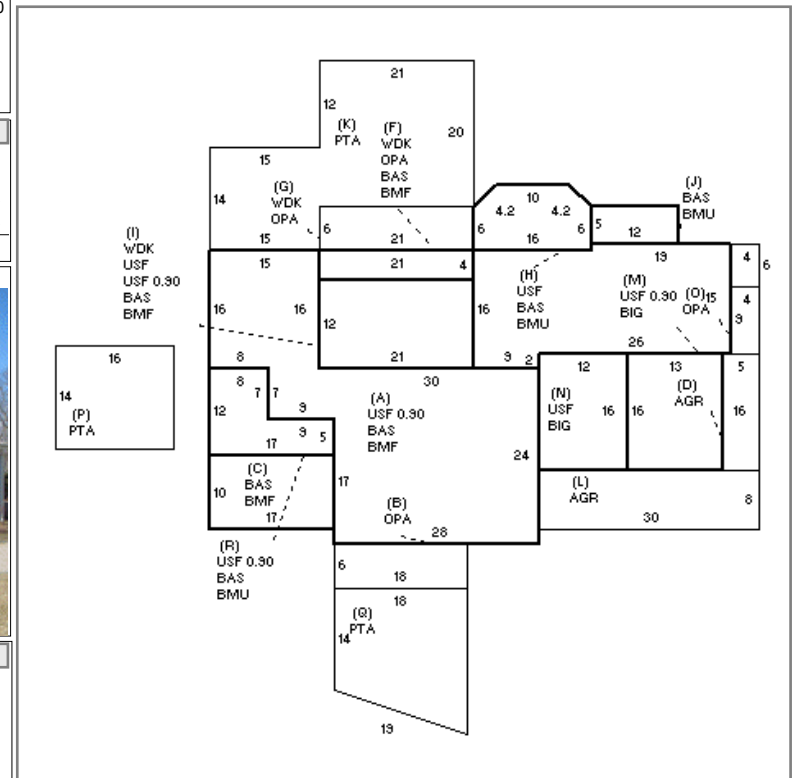 21
12
(K)
PTA
(F)
WDK
OPA
BAS
BMF
20
15
(G)
WDK
OPA
14
15
6
21
(J)
BAS
BMU
10
4.2 4.2
6 16 6
5
12
(I)
WDK
USF
USF 0.90
BAS
BMF
15
21 4
19
4
6
16 16
12
16
(H)
USF
BAS
BMU
(M)
USF 0.90
BIG
(O)
OPA
15
4
9
8
21
9 2
26
16
14
(P)
PTA
8
7 7
12
9
9 5
17
30
(A)
USF 0.90
BAS
BMF
24
12
(N)
USF
BIG
16
16
13
(D)
AGR
5
16
(C)
BAS
BMF
10
17
17
(B)
OPA
28
(L)
AGR
8
30
(R)
USF 0.90
BAS
BMU
6
18
18
(Q)
PTA
14
19